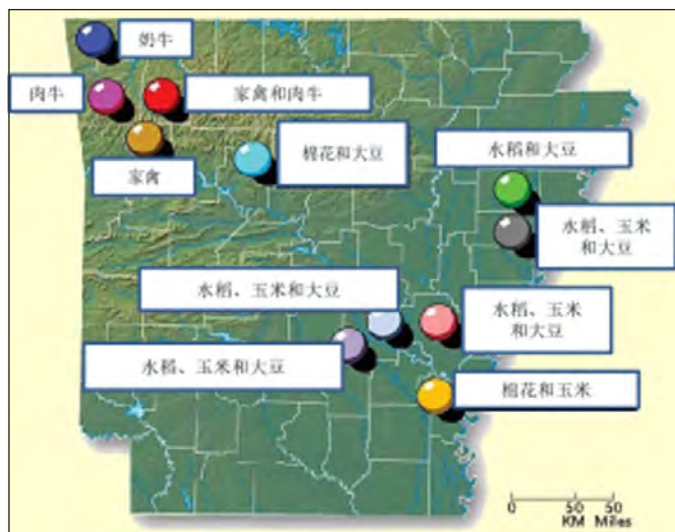 奶牛
肉牛
家禽和肉牛
家禽
棉花和大豆
水稻和大豆
水稻、玉米
和大豆
水稻、玉米和大豆
水稻、玉米
和大豆
水稻、玉米和大豆
棉花和玉米
0 50 50
KM Miles